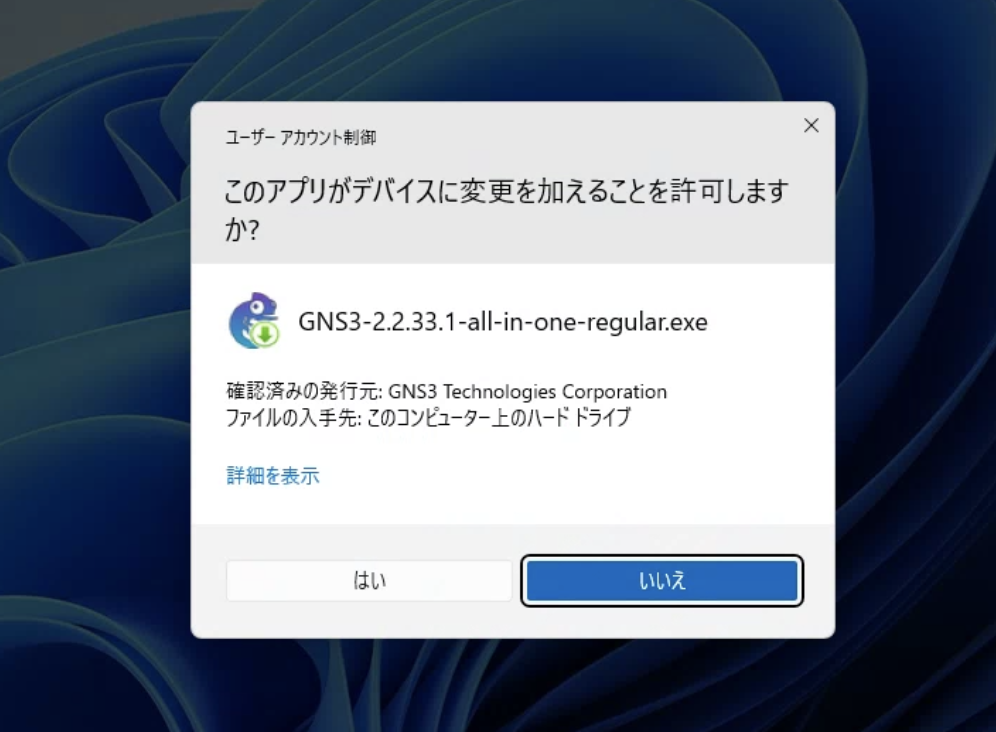 ユーザー アカウント制御
このアプリがデバイスに変更を加えることを許可します
か?
GNS3-2.2.33.1-all-in-one-regular.exe
確認済みの発行元: GNS3 Technologies Corporation
ファイルの入手先: このコンピューター上のハード ドライブ
詳細を表示
はい
いいえ